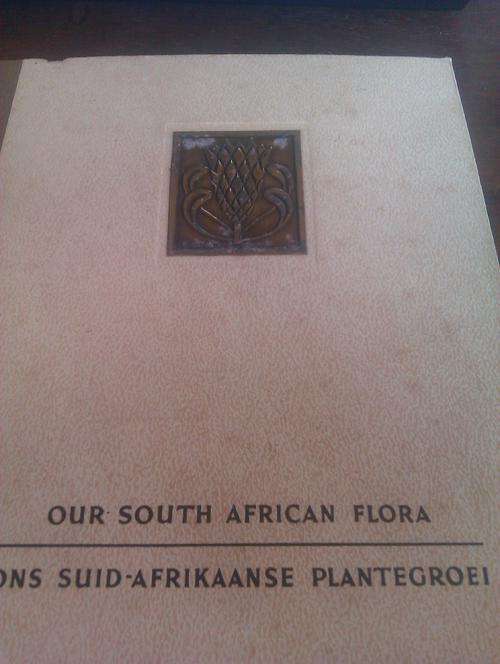 OUR SOUTH AFRICAN FLORA
ONS SUID-AFRIKAANSE PLANTEGROEI